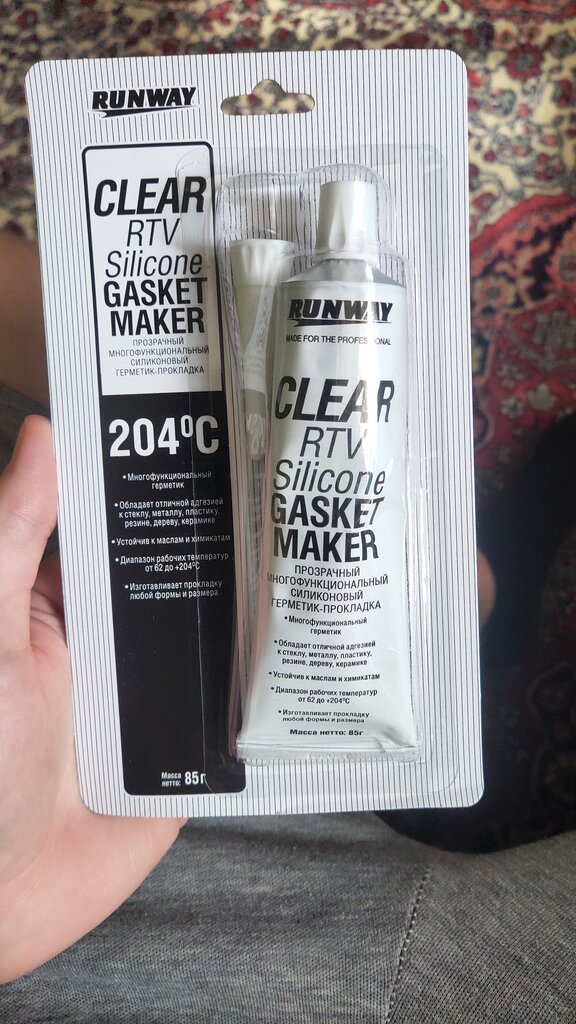 RUNWAY
CLEAR
RTV
Silicone
GASKET
MAKER
ПРОЗРАЧНЫЙ
МНОГОФУНКЦИОНАЛЬНЫЙ
СИЛИКОНОВЫЙ
ГЕРМЕТИК-ПРОКЛАДКА
204ºC
• Многофункциональный
герметик
• Обладает отличной адгезией
к стеклу, металлу, пластику,
резине, дереву, керамике
• Устойчив к маслам и химикатам
• Диапазон рабочих температур
от 62 до +204°C
• Изготавливает прокладку
любой формы и размера
Масса
нетто: 85г
RUNWAY
MADE FOR THE PROFESSIONAL
CLEAR
RTV
Silicone
GASKET
MAKER
ПРОЗРАЧНЫЙ
МНОГОФУНКЦИОНАЛЬНЫЙ
СИЛИКОНОВЫЙ
ГЕРМЕТИК-ПРОКЛАДКА
• Многофункциональный
герметик
• Обладает отличной адгезией
к стеклу, металлу, пластику,
резине, дереву, керамике
• Устойчив к маслам и химикатам
• Диапазон рабочих температур
от 62 до +204°C
• Изготавливает прокладку
любой формы и размера
Масса нетто: 85г